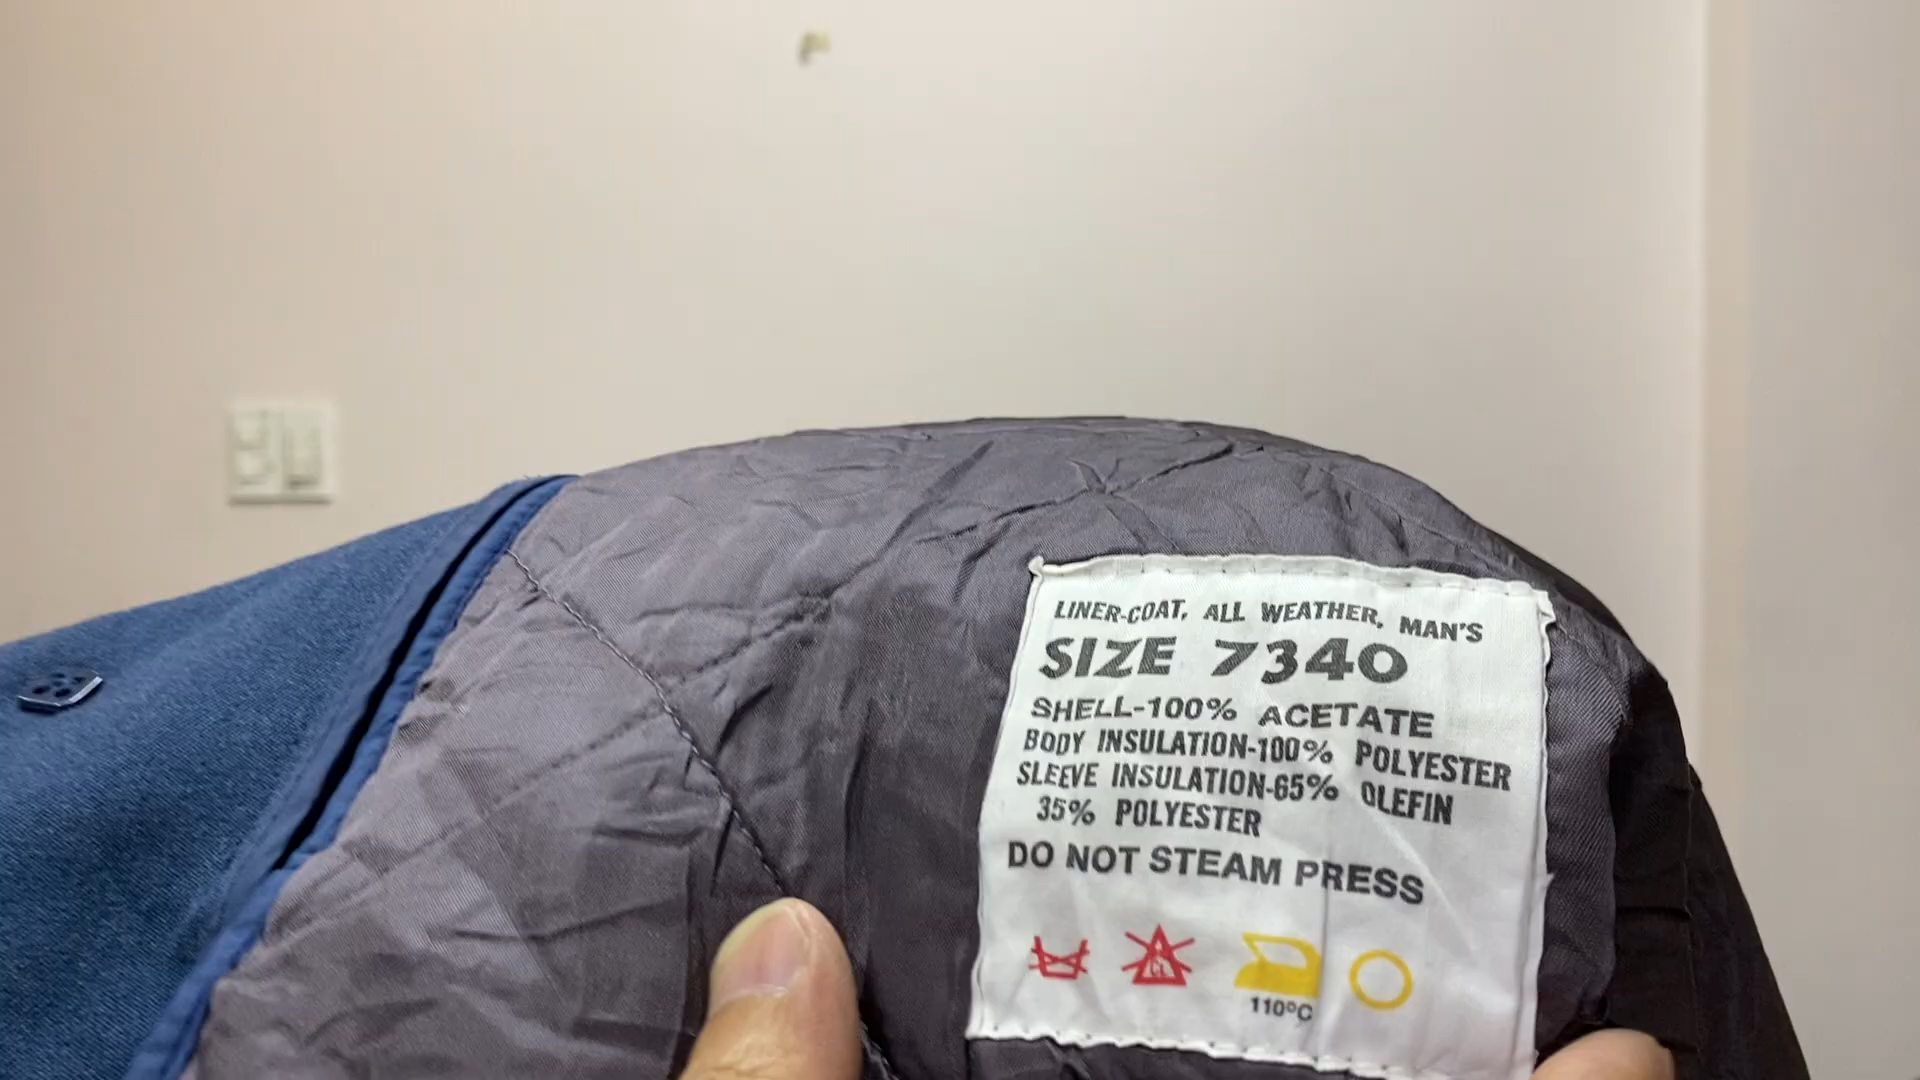 LINER-COAT, ALL WEATHER, MAN'S
SIZE 7340
SHELL-100% ACETATE
BODY INSULATION-100% POLYESTER
SLEEVE INSULATION-65% OLEFIN
35% POLYESTER
DO NOT STEAM PRESS
CL
110°C